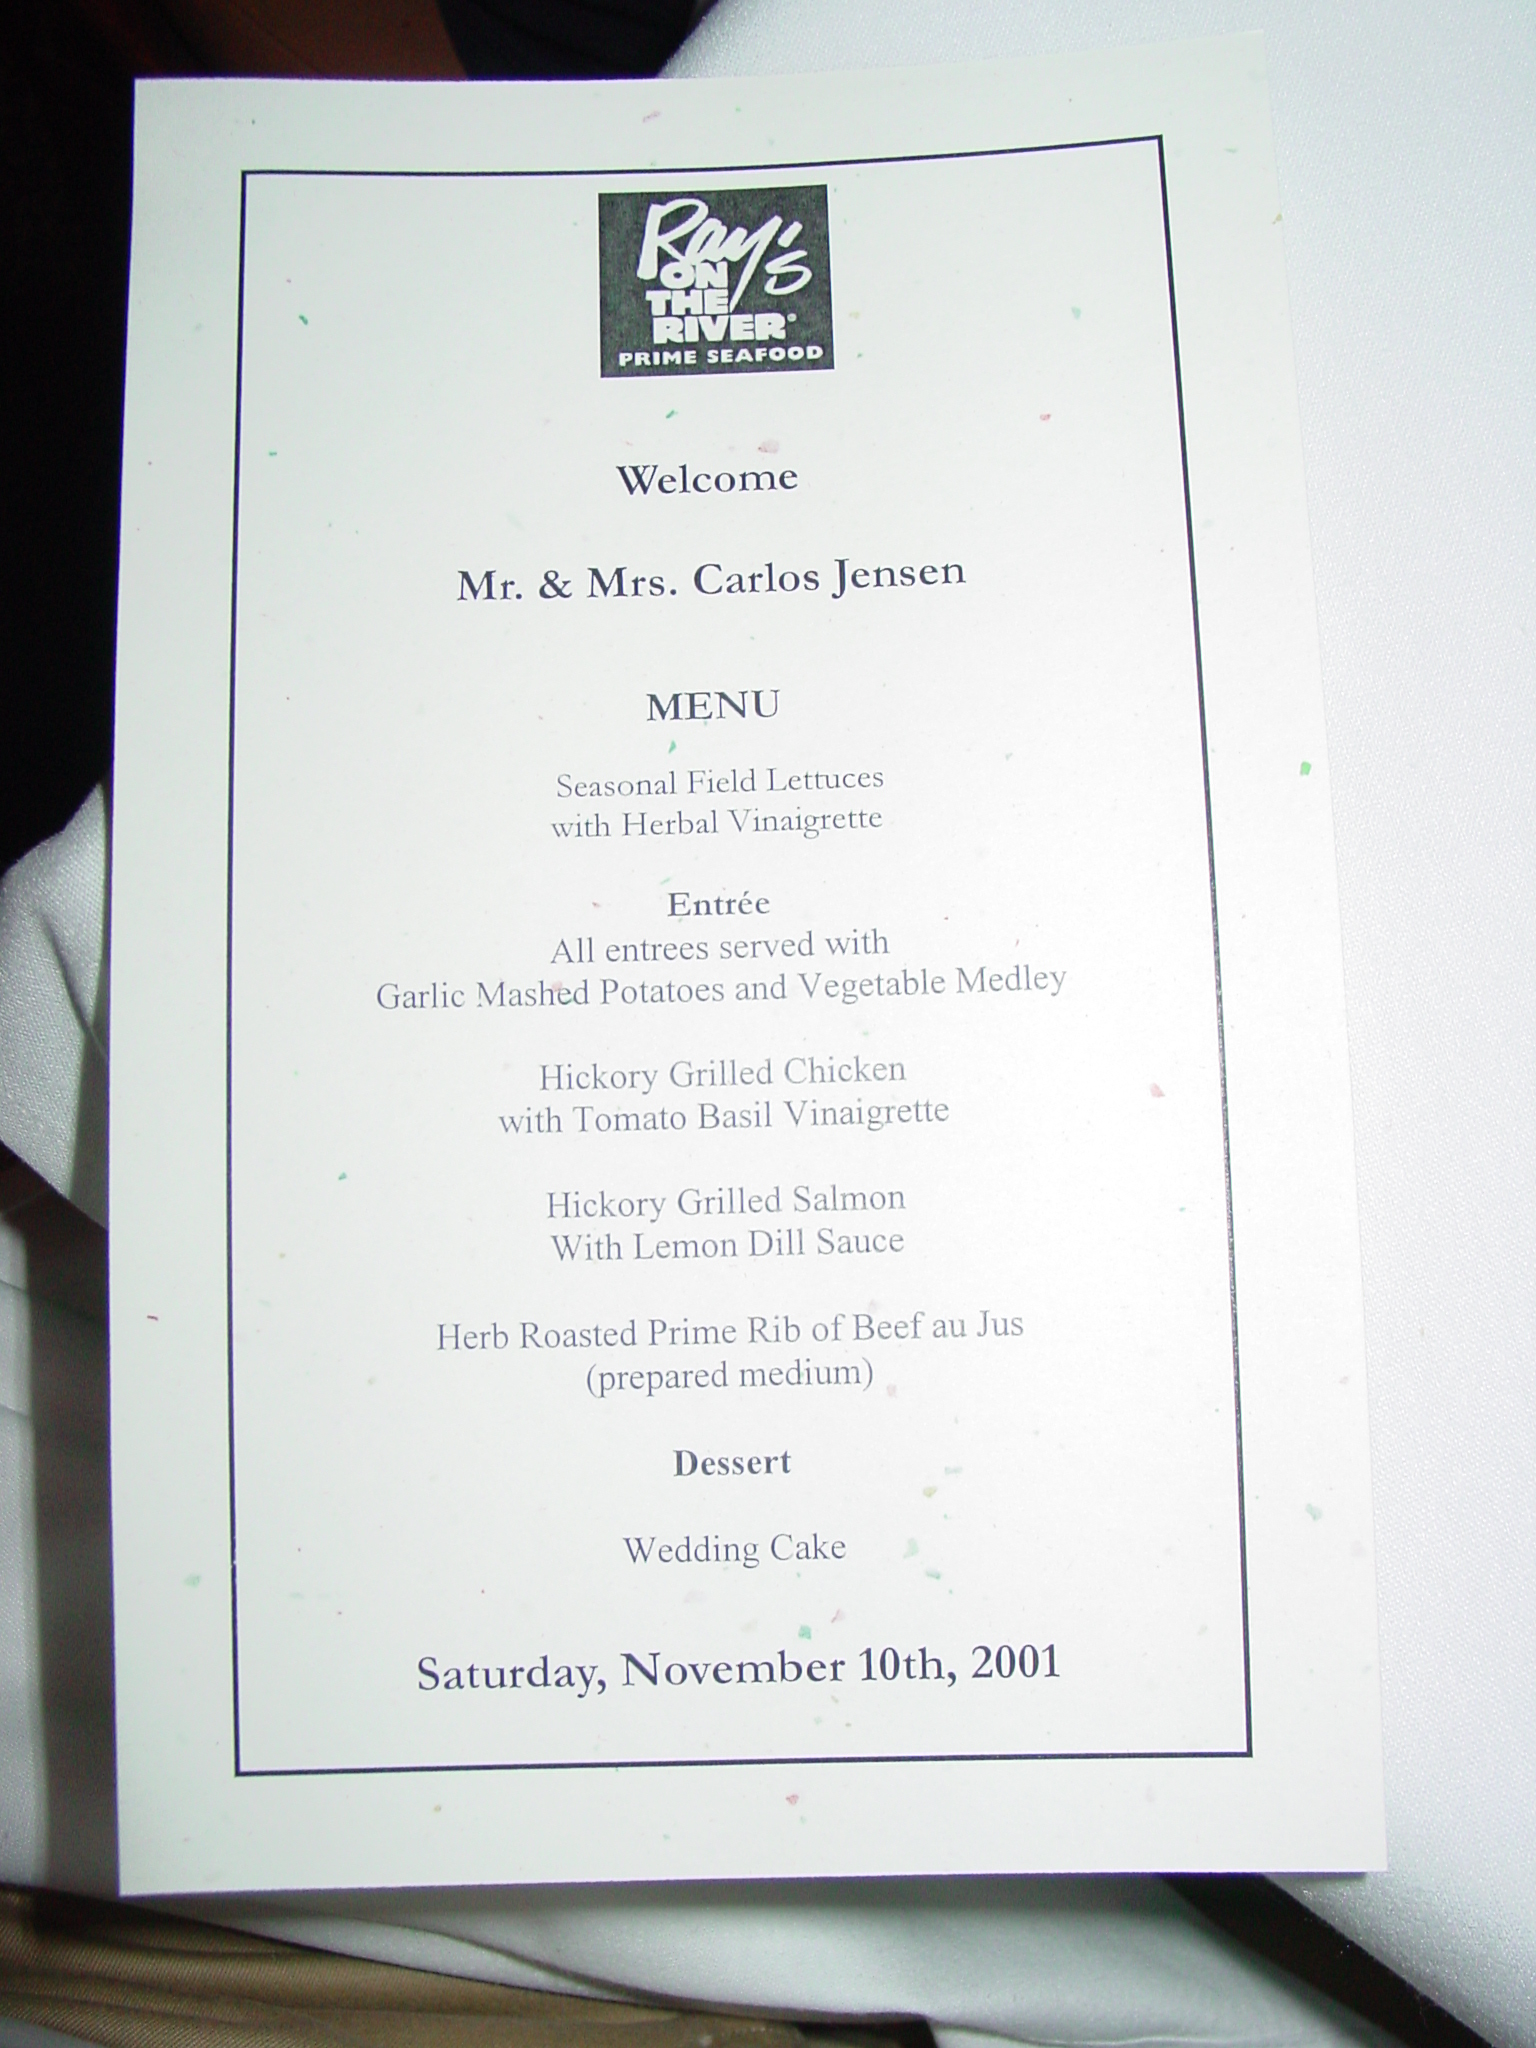 Ray's
ON
THE
RIVER®
PRIME SEAFOOD
Welcome
Mr. & Mrs. Carlos Jensen
MENU
Seasonal Field Lettuces
with Herbal Vinaigrette
Entrée
All entrees served with
Garlic Mashed Potatoes and Vegetable Medley
Hickory Grilled Chicken
with Tomato Basil Vinaigrette
Hickory Grilled Salmon
With Lemon Dill Sauce
Herb Roasted Prime Rib of Beef au Jus
(prepared medium)
Dessert
Wedding Cake
Saturday, November 10th, 2001